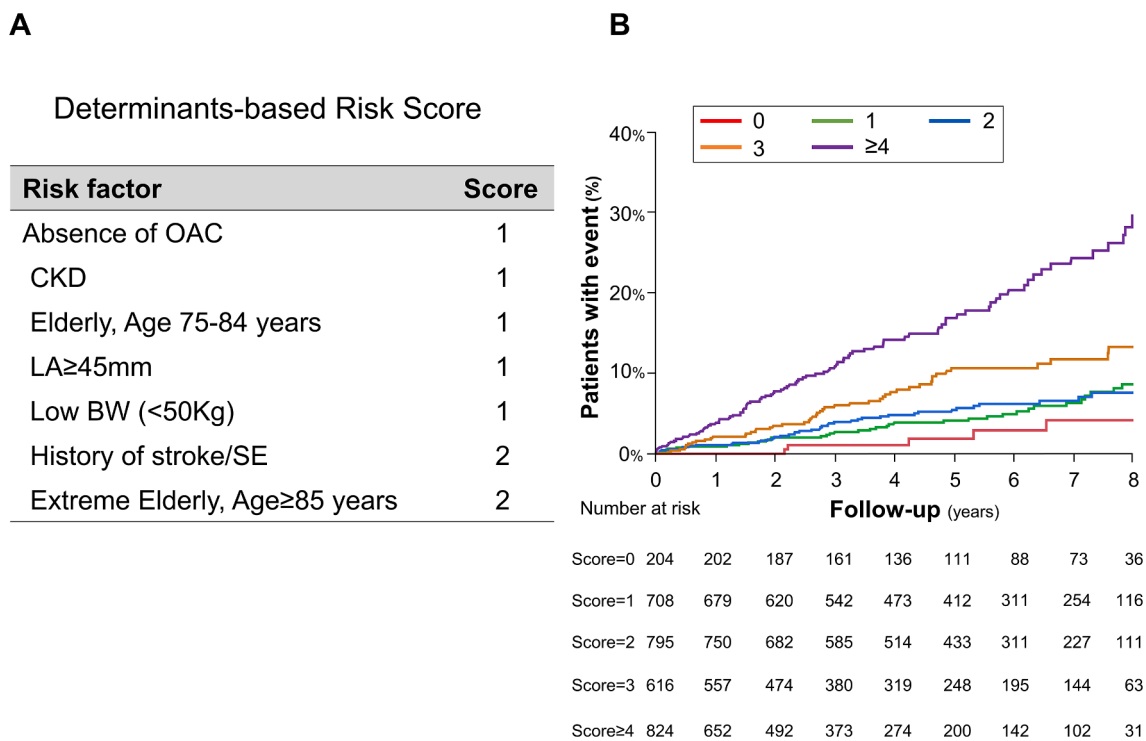 A
Determinants-based Risk Score
Risk factor Score
Absence of OAC 1
CKD 1
Elderly, Age 75-84 years 1
LA≥45mm 1
Low BW (<50Kg) 1
History of stroke/SE 2
Extreme Elderly, Age≥85 years 2
B
0 1 2
3 ≥4
Patients with event (%)
40%
30%
20%
10%
0%
0 1 2 3 4 5 6 7 8
Number at risk
Follow-up (years)
Score=0 204 202 187 161 136 111 88 73 36
Score=1 708 679 620 542 473 412 311 254 116
Score=2 795 750 682 585 514 433 311 227 111
Score=3 616 557 474 380 319 248 195 144 63
Score≥4 824 652 492 373 274 200 142 102 31